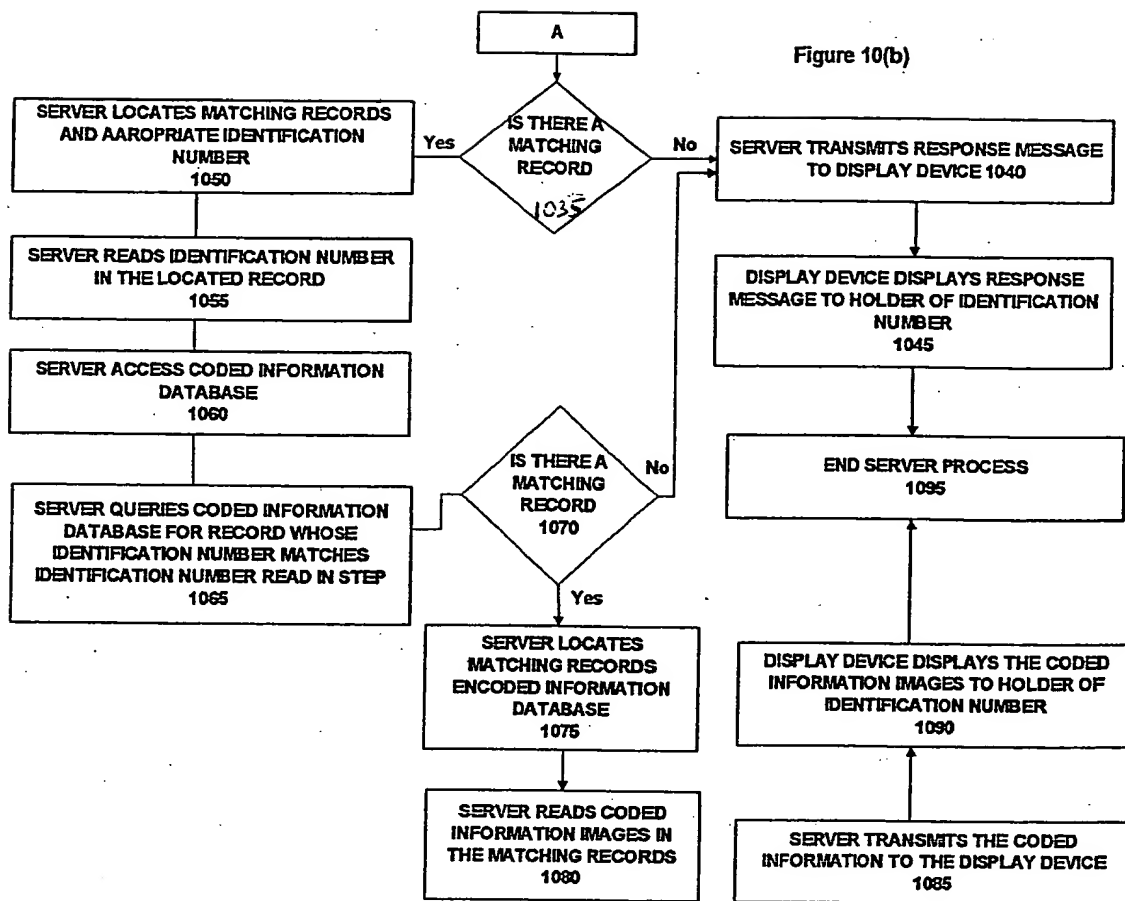 A
Figure 10(b)
SERVER LOCATES MATCHING RECORDS
AND AAROPRIATE IDENTIFICATION
NUMBER
1050
Yes
IS THERE A
MATCHING
RECORD
1035
No
SERVER TRANSMITS RESPONSE MESSAGE
TO DISPLAY DEVICE 1040
SERVER READS IDENTIFICATION NUMBER
IN THE LOCATED RECORD
1055
DISPLAY DEVICE DISPLAYS RESPONSE
MESSAGE TO HOLDER OF IDENTIFICATION
NUMBER
1045
SERVER ACCESS CODED INFORMATION
DATABASE
1060
SERVER QUERIES CODED INFORMATION
DATABASE FOR RECORD WHOSE
IDENTIFICATION NUMBER MATCHES
IDENTIFICATION NUMBER READ IN STEP
1065
IS THERE A
MATCHING
RECORD
1070
No
Yes
END SERVER PROCESS
1095
SERVER LOCATES
MATCHING RECORDS
ENCODED INFORMATION
DATABASE
1075
DISPLAY DEVICE DISPLAYS THE CODED
INFORMATION IMAGES TO HOLDER OF
IDENTIFICATION NUMBER
1090
SERVER READS CODED
INFORMATION IMAGES IN
THE MATCHING RECORDS
1080
SERVER TRANSMITS THE CODED
INFORMATION TO THE DISPLAY DEVICE
1085